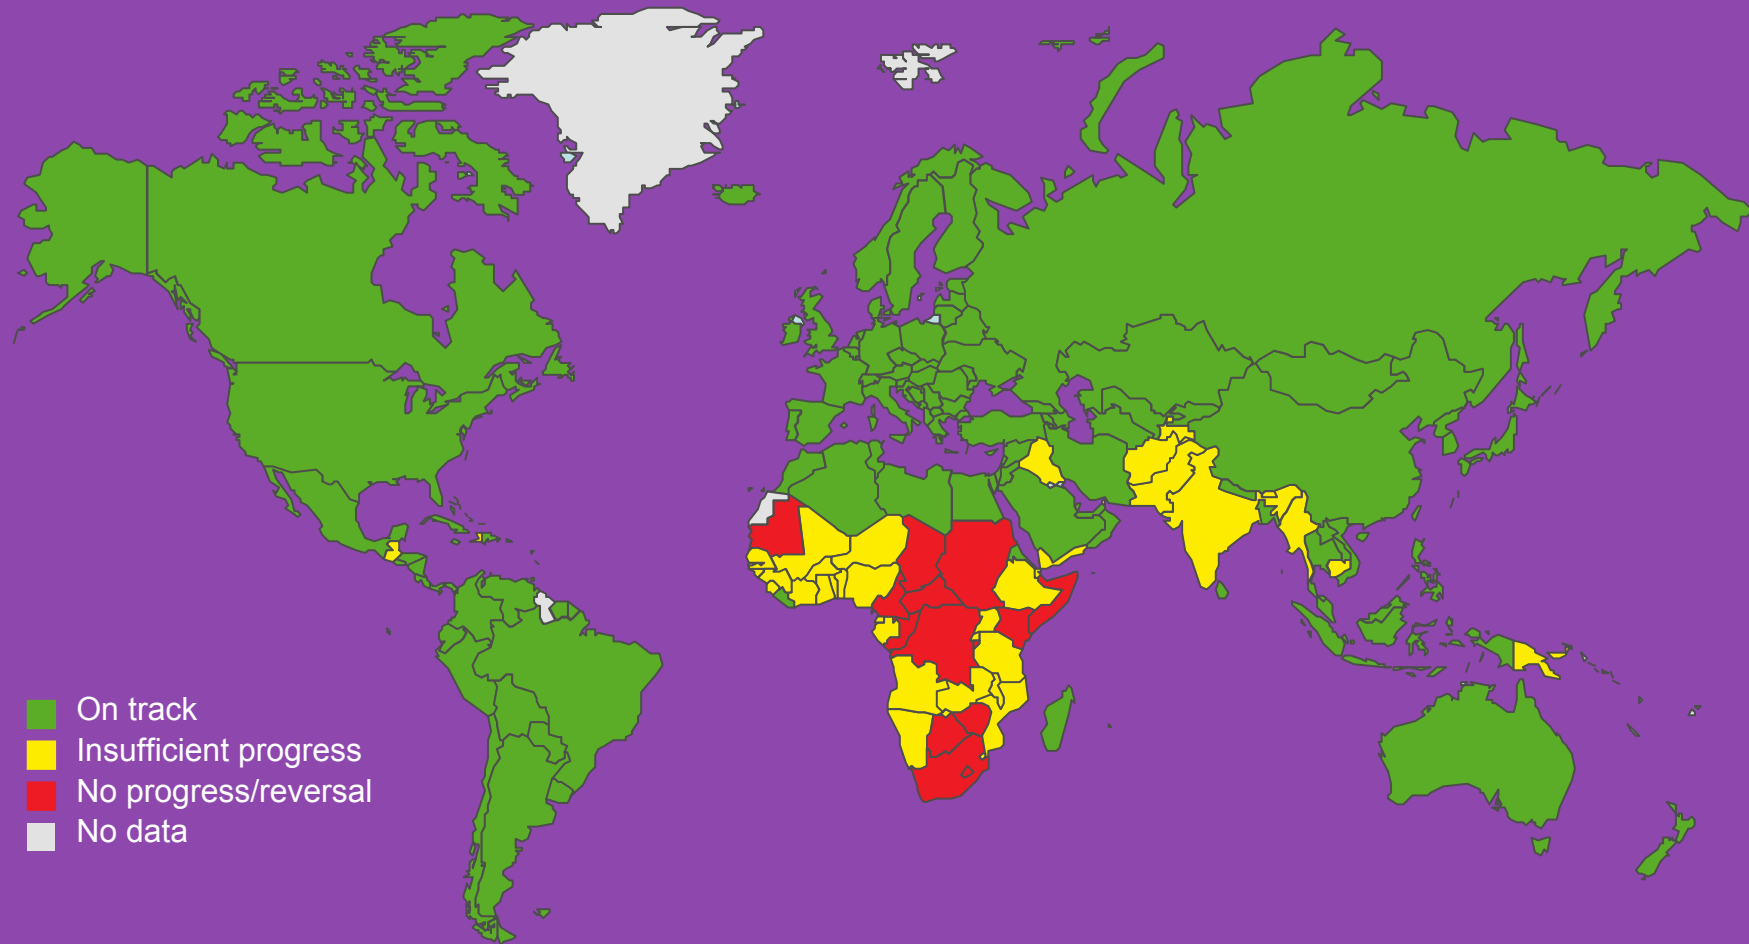 On track
Insufficient progress
No progress/reversal
No data